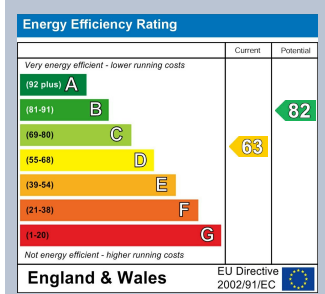 Energy Efficiency Rating
Current Potential
Very energy efficient - lower running costs
(92 plus) A
(81-91) B
82
(69-80) C
63
(55-68) D
(39-54) E
(21-38) F
(1-20) G
Not energy efficient - higher running costs
England & Wales
EU Directive
2002/91/EC